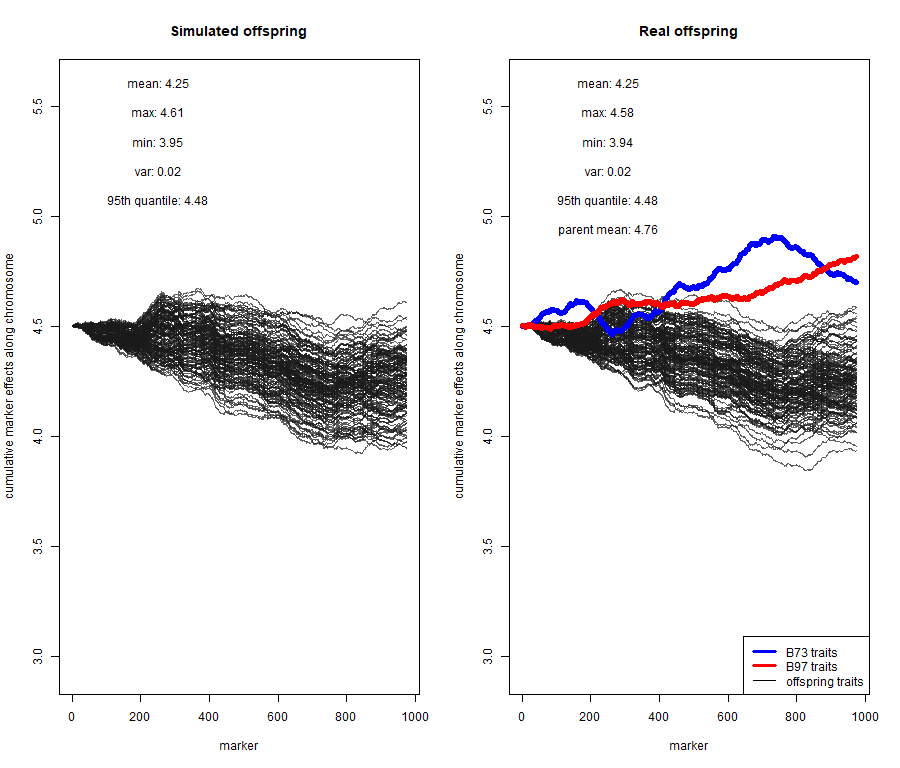 Simulated offspring
mean: 4.25
max: 4.61
min: 3.95
var: 0.02
95th quantile: 4.48
cumulative marker effects along chromosome
5.5
5.0
4.5
4.0
3.5
3.0
0 200 400 600 800 1000
marker
Real offspring
mean: 4.25
max: 4.58
min: 3.94
var: 0.02
95th quantile: 4.48
parent mean: 4.76
cumulative marker effects along chromosome
5.5
5.0
4.5
4.0
3.5
3.0
B73 traits
B97 traits
offspring traits
0 200 400 600 800 1000
marker